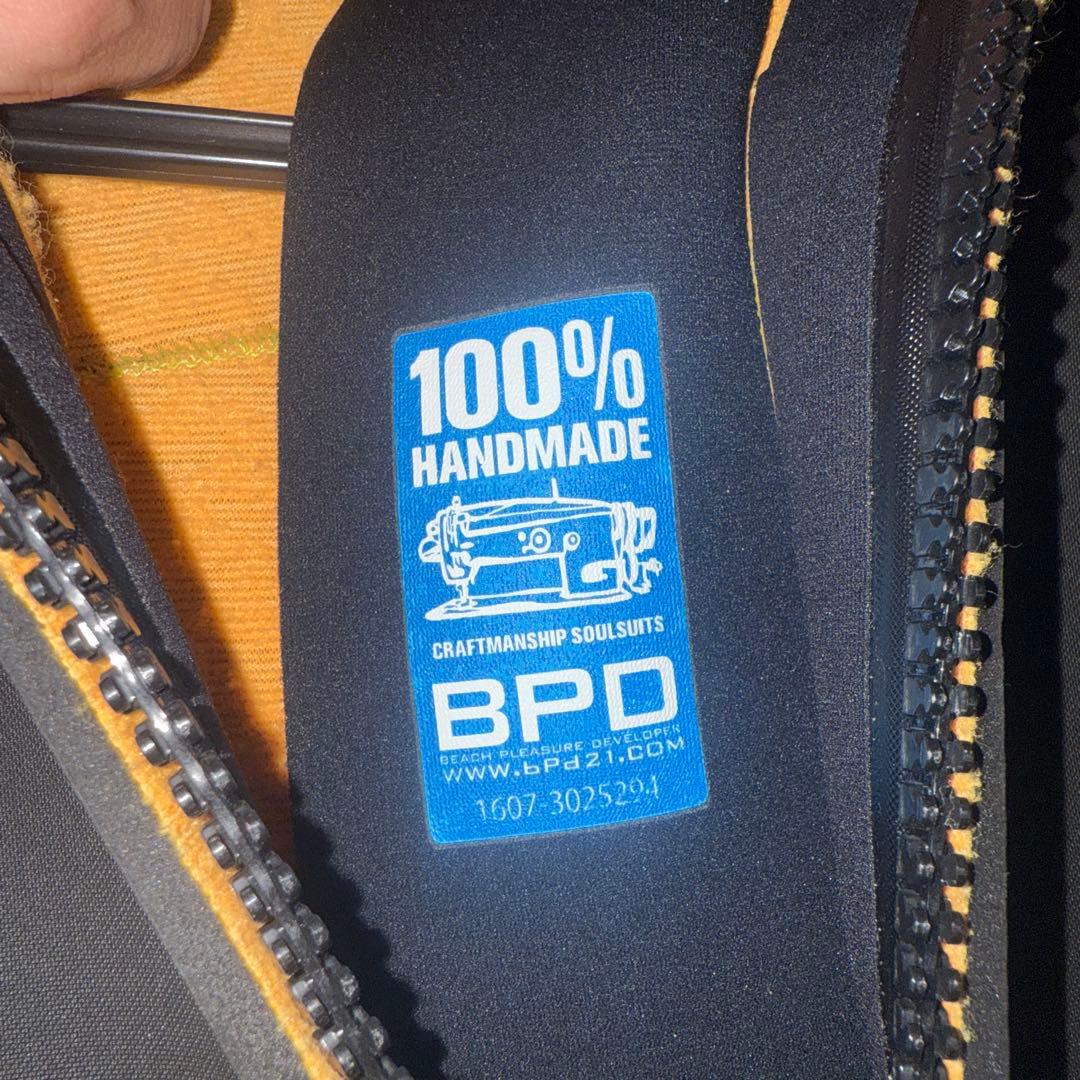 100%
HANDMADE
CRAFTMANSHIP SOULSUITS
BPD
BEACH PLEASURE DEVELOPER
WWW.bPd21.COM
1607-3025294